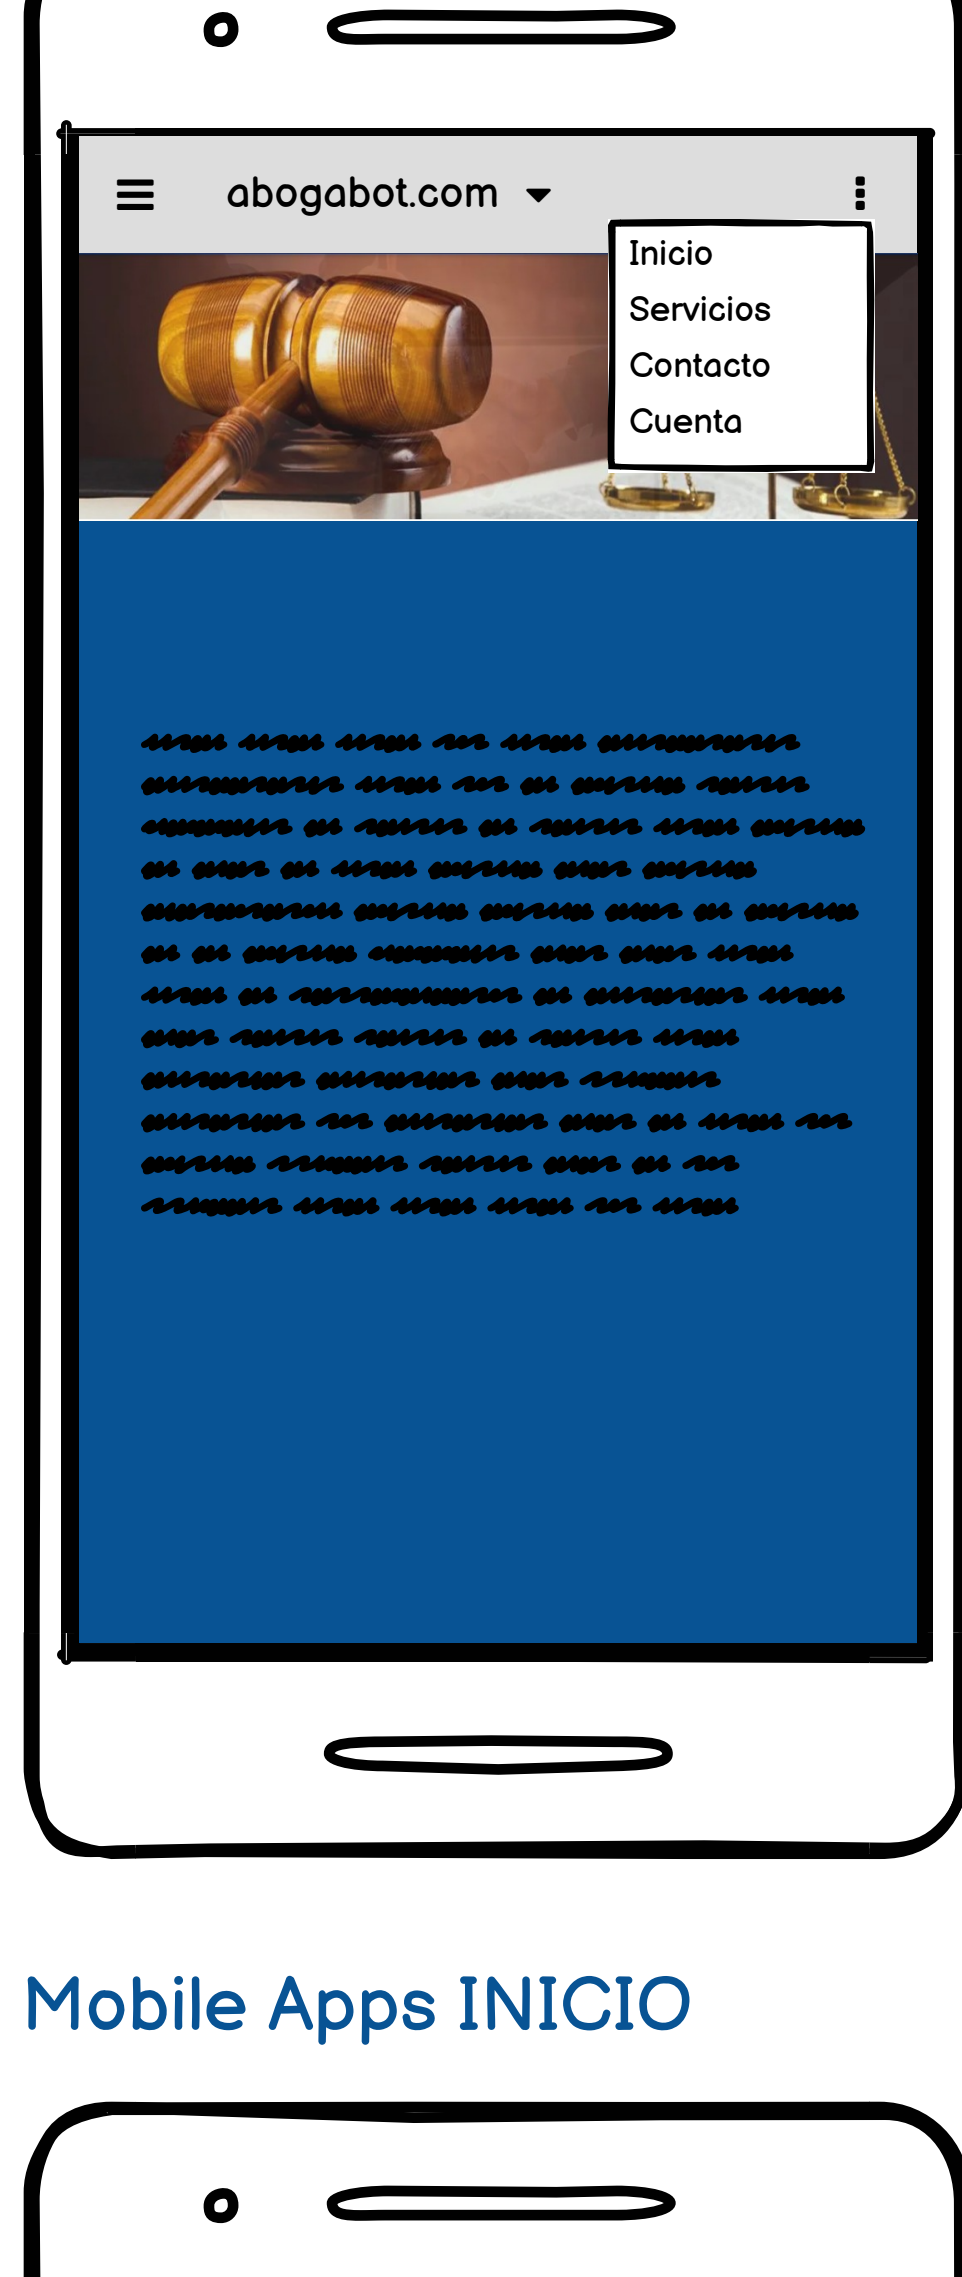 abogabot.com
Inicio
Servicios
Contacto
Cuenta
Mobile Apps INICIO